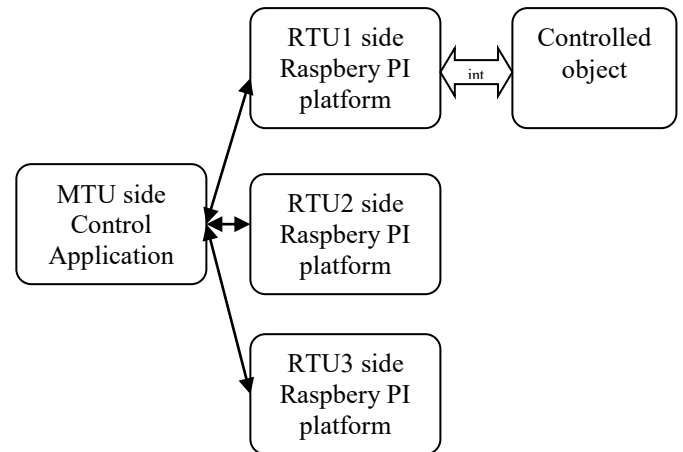 RTU1 side
Raspbery PI
platform
int
Controlled
object
MTU side
Control
Application
RTU2 side
Raspbery PI
platform
RTU3 side
Raspbery PI
platform